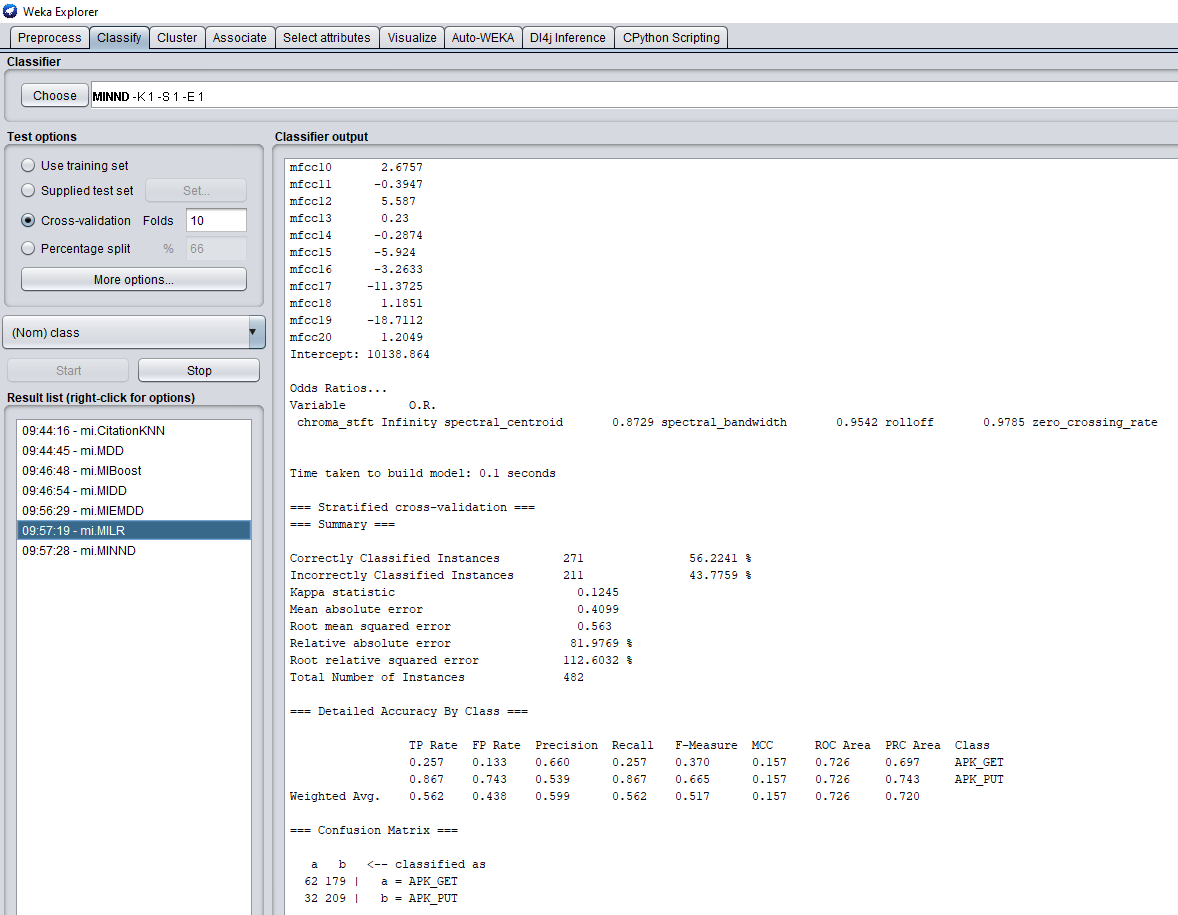 Weka Explorer
Preprocess Classify Cluster Associate Select attributes Visualize Auto-WEKA Dl4j Inference CPython Scripting
Classifier
Choose MINND -K 1 -S 1 -E 1
Test options
Use training set
Supplied test set Set...
Cross-validation Folds 10
Percentage split % 66
More options...
(Nom) class
Start Stop
Result list (right-click for options)
09:44:16 - mi.CitationKNN
09:44:45 - mi.MDD
09:46:48 - mi.MIBoost
09:46:54 - mi.MIDD
09:56:29 - mi.MIEMDD
09:57:19 - mi.MILR
09:57:28 - mi.MINND
Classifier output
mfcc10 2.6757
mfcc11 -0.3947
mfcc12 5.587
mfcc13 0.23
mfcc14 -0.2874
mfcc15 -5.924
mfcc16 -3.2633
mfcc17 -11.3725
mfcc18 1.1851
mfcc19 -18.7112
mfcc20 1.2049
Intercept: 10138.864
Odds Ratios...
Variable O.R.
chroma_stft Infinity spectral_centroid 0.8729 spectral_bandwidth 0.9542 rolloff 0.9785 zero_crossing_rate
Time taken to build model: 0.1 seconds
=== Stratified cross-validation ===
=== Summary ===
Correctly Classified Instances 271 56.2241 %
Incorrectly Classified Instances 211 43.7759 %
Kappa statistic 0.1245
Mean absolute error 0.4099
Root mean squared error 0.563
Relative absolute error 81.9769 %
Root relative squared error 112.6032 %
Total Number of Instances 482
=== Detailed Accuracy By Class ===
TP Rate FP Rate Precision Recall F-Measure MCC ROC Area PRC Area Class
0.257 0.133 0.660 0.257 0.370 0.157 0.726 0.697 APK_GET
0.867 0.743 0.539 0.867 0.665 0.157 0.726 0.743 APK_PUT
Weighted Avg. 0.562 0.438 0.599 0.562 0.517 0.157 0.726 0.720
=== Confusion Matrix ===
a b <-- classified as
62 179 | a = APK_GET
32 209 | b = APK_PUT